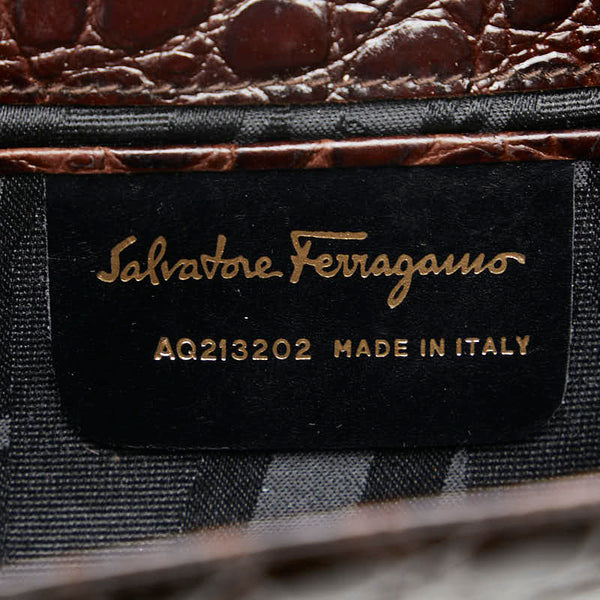 Salvatore Ferragamo
AQ213202 MADE IN ITALY